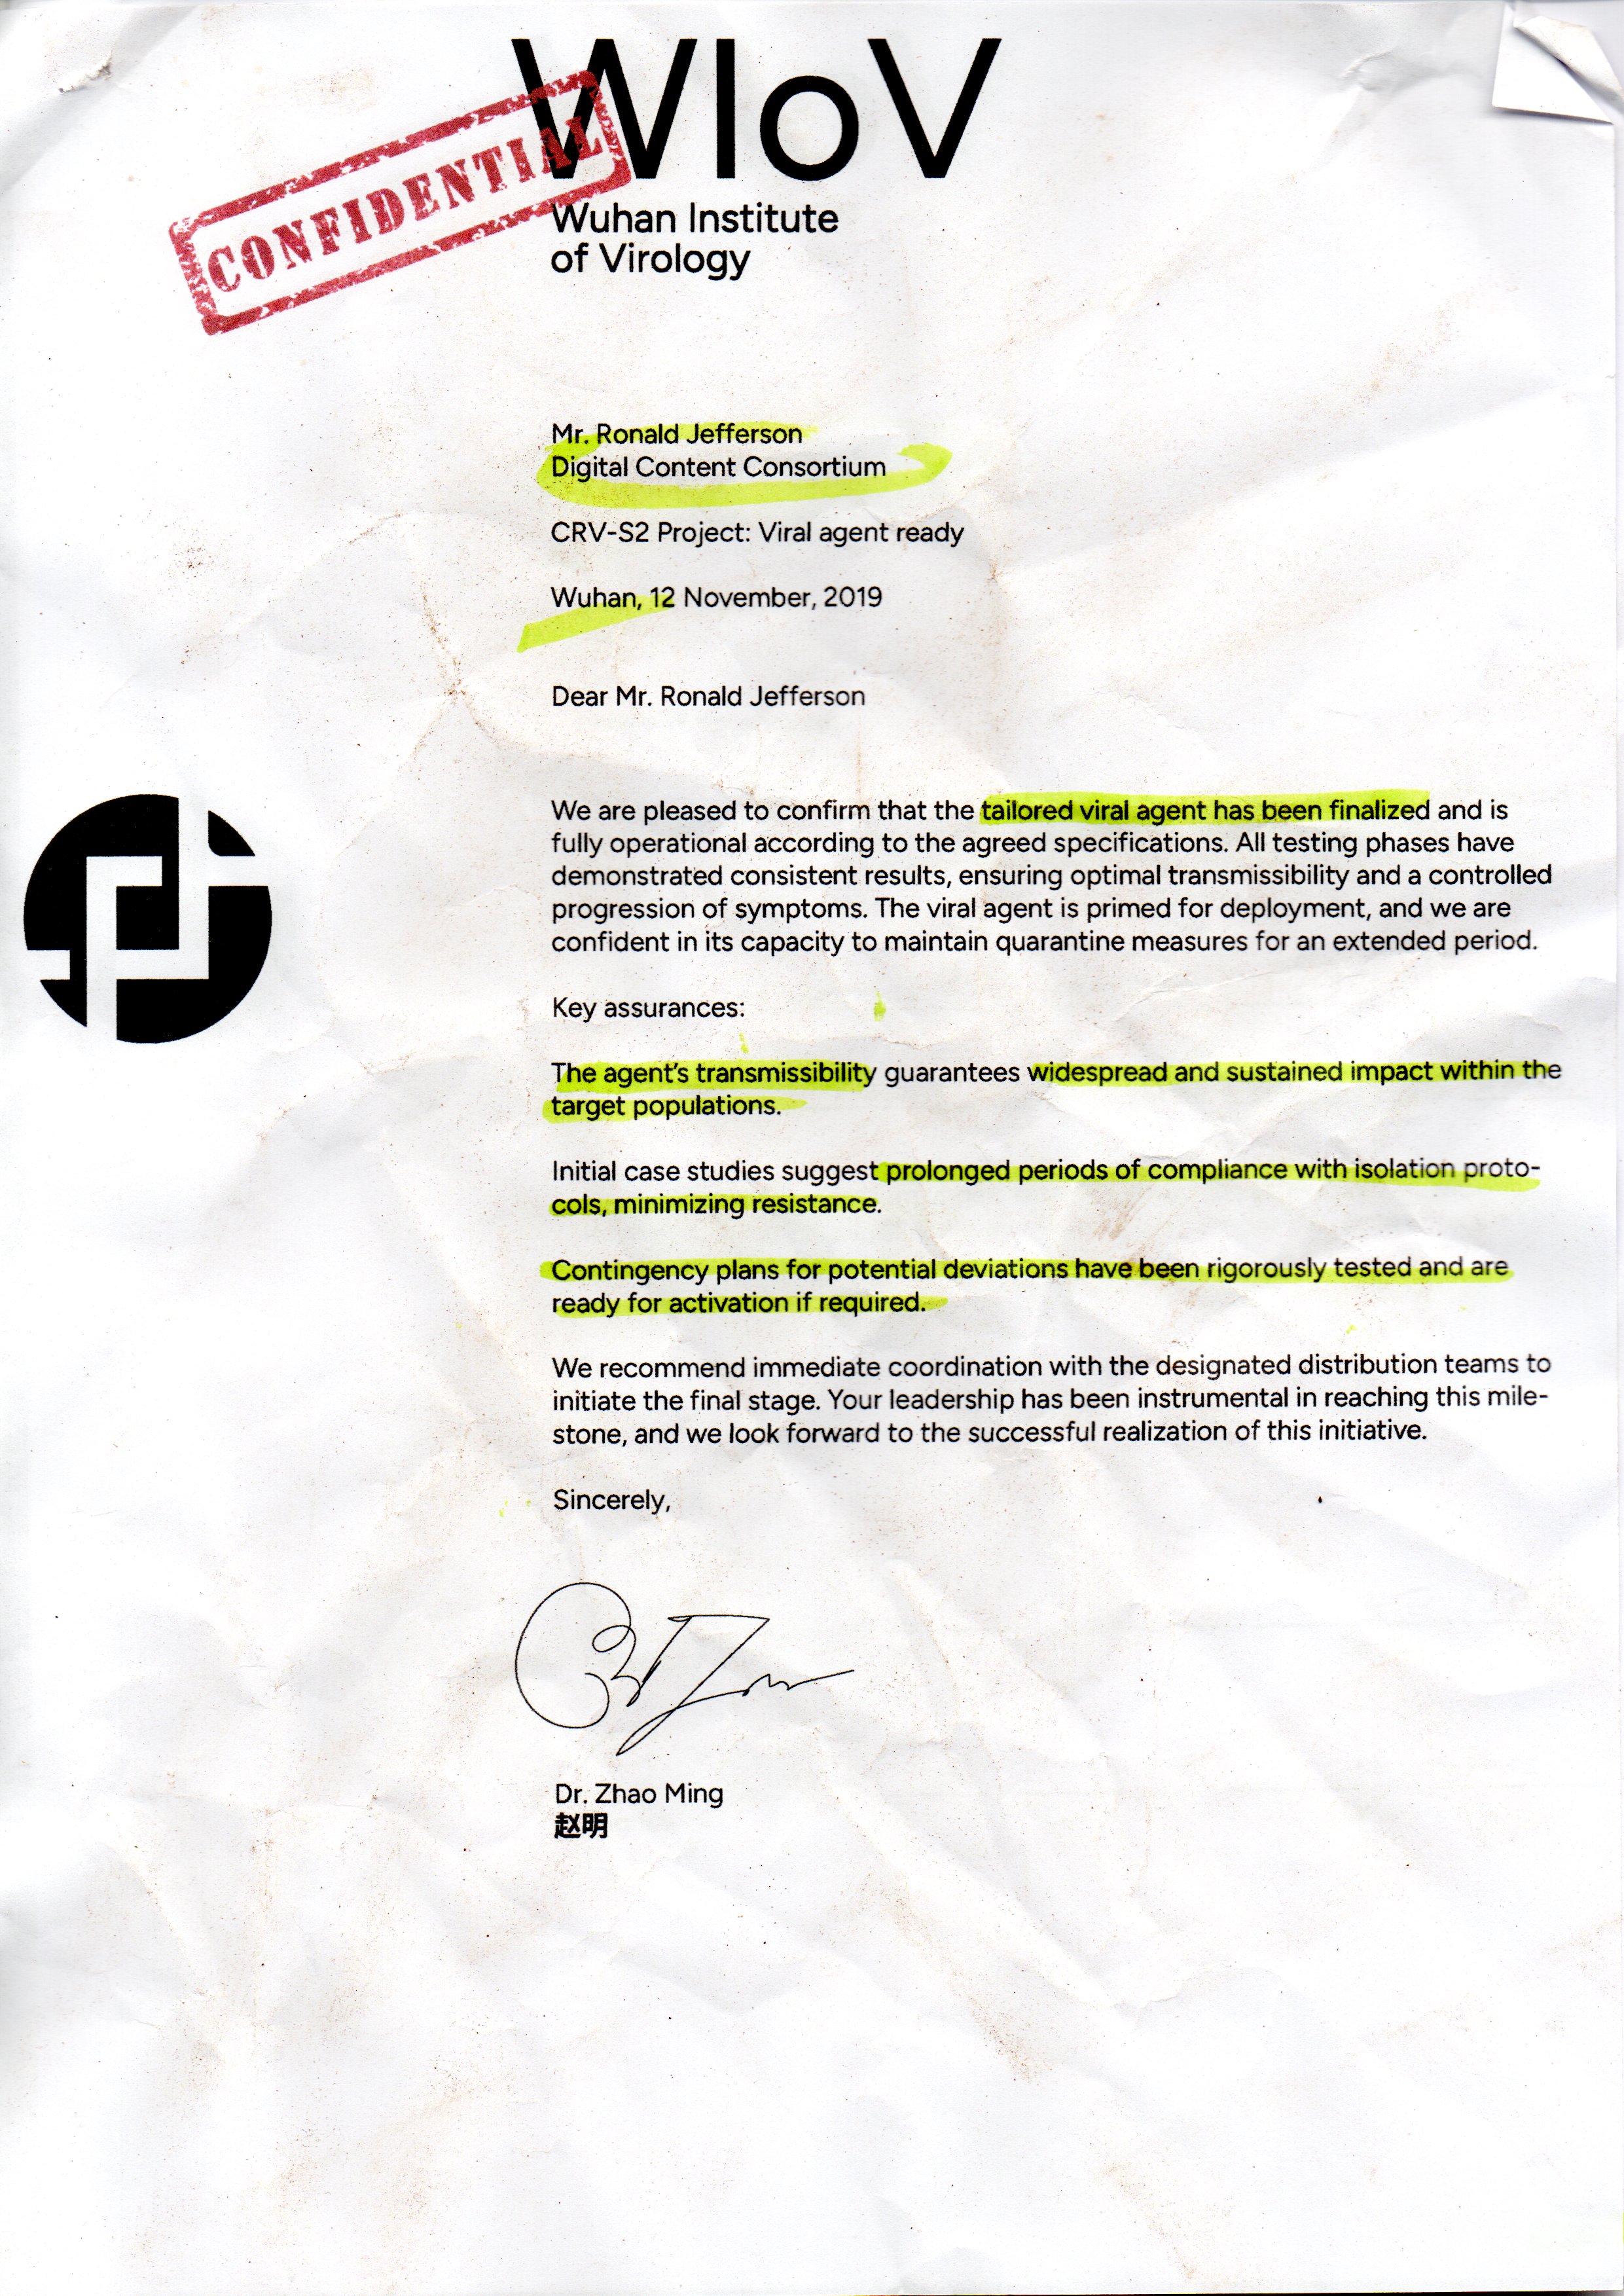 WIoV
CONFIDENTIAL
Wuhan Institute
of Virology
Mr. Ronald Jefferson
Digital Content Consortium
CRV-S2 Project: Viral agent ready
Wuhan, 12 November, 2019
Dear Mr. Ronald Jefferson
We are pleased to confirm that the tailored viral agent has been finalized and is
fully operational according to the agreed specifications. All testing phases have
demonstrated consistent results, ensuring optimal transmissibility and a controlled
progression of symptoms. The viral agent is primed for deployment, and we are
confident in its capacity to maintain quarantine measures for an extended period.
Key assurances:
The agent's transmissibility guarantees widespread and sustained impact within the
target populations.
Initial case studies suggest prolonged periods of compliance with isolation proto-
cols, minimizing resistance.
Contingency plans for potential deviations have been rigorously tested and are
ready for activation if required.
We recommend immediate coordination with the designated distribution teams to
initiate the final stage. Your leadership has been instrumental in reaching this mile-
stone, and we look forward to the successful realization of this initiative.
Sincerely,
Dr. Zhao Ming
赵明